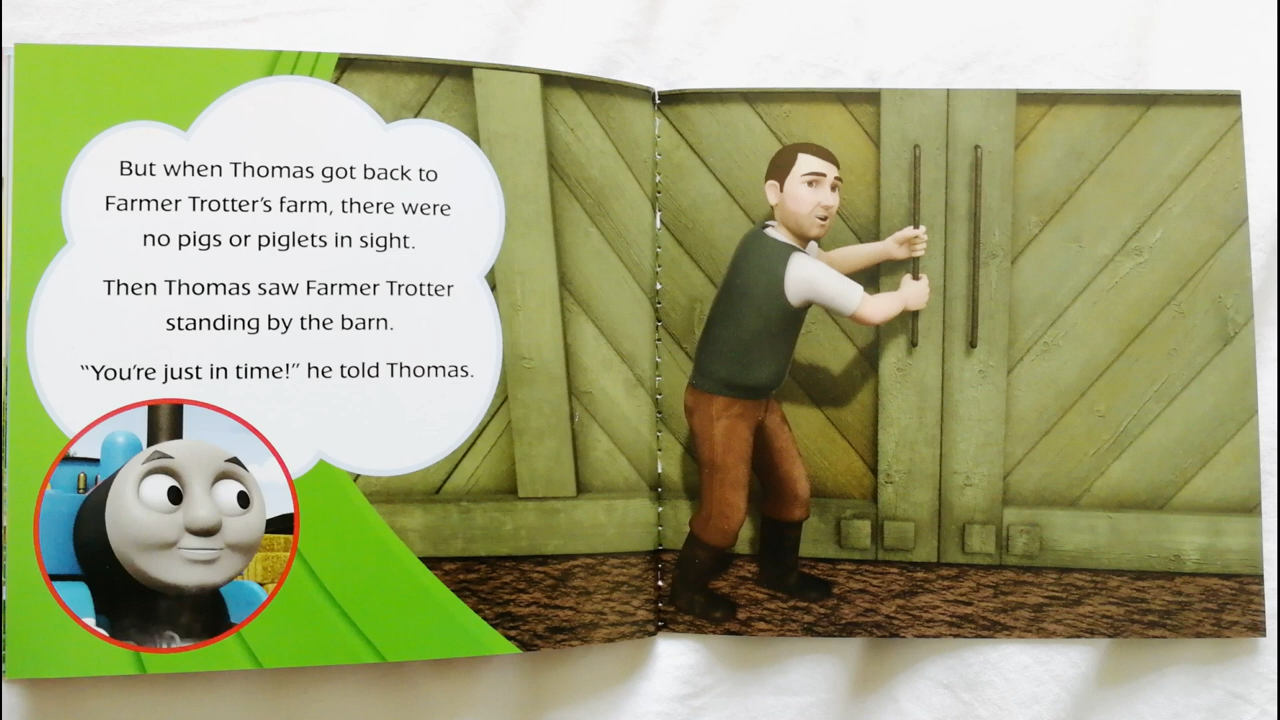 But when Thomas got back to
Farmer Trotter's farm, there were
no pigs or piglets in sight.
Then Thomas saw Farmer Trotter
standing by the barn.
“You're just in time!” he told Thomas.